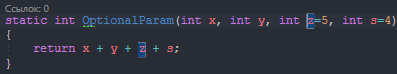 Ссылок: 0
static int OptionalParam(int x, int y, int z=5, int s=4)
{
return x + y + z + s;
}